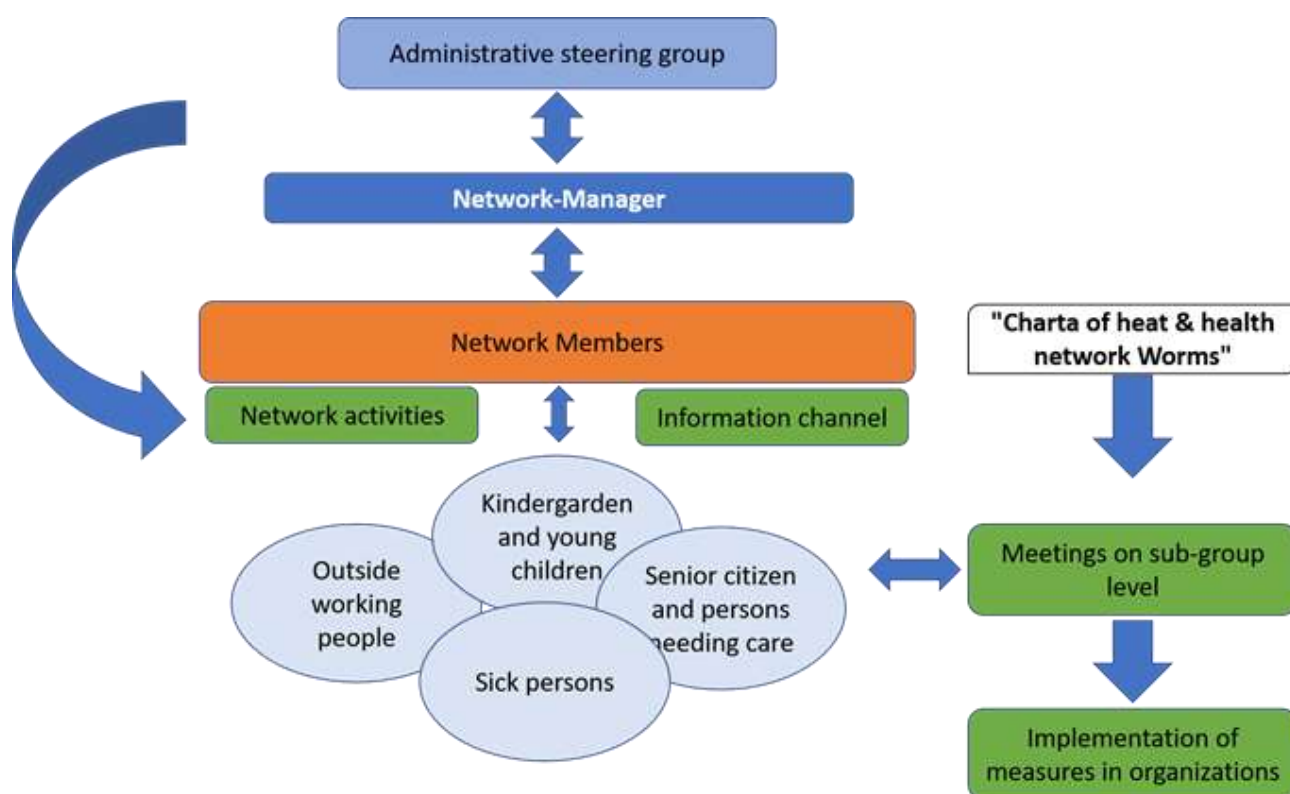 Administrative steering group
Network-Manager
Network Members
"Charta of heat & health
network Worms"
Network activities
Information channel
Kindergarden
and young
children
Outside
working
people
Senior citizen
and persons
needing care
Sick persons
Meetings on sub-group
level
Implementation of
measures in organizations